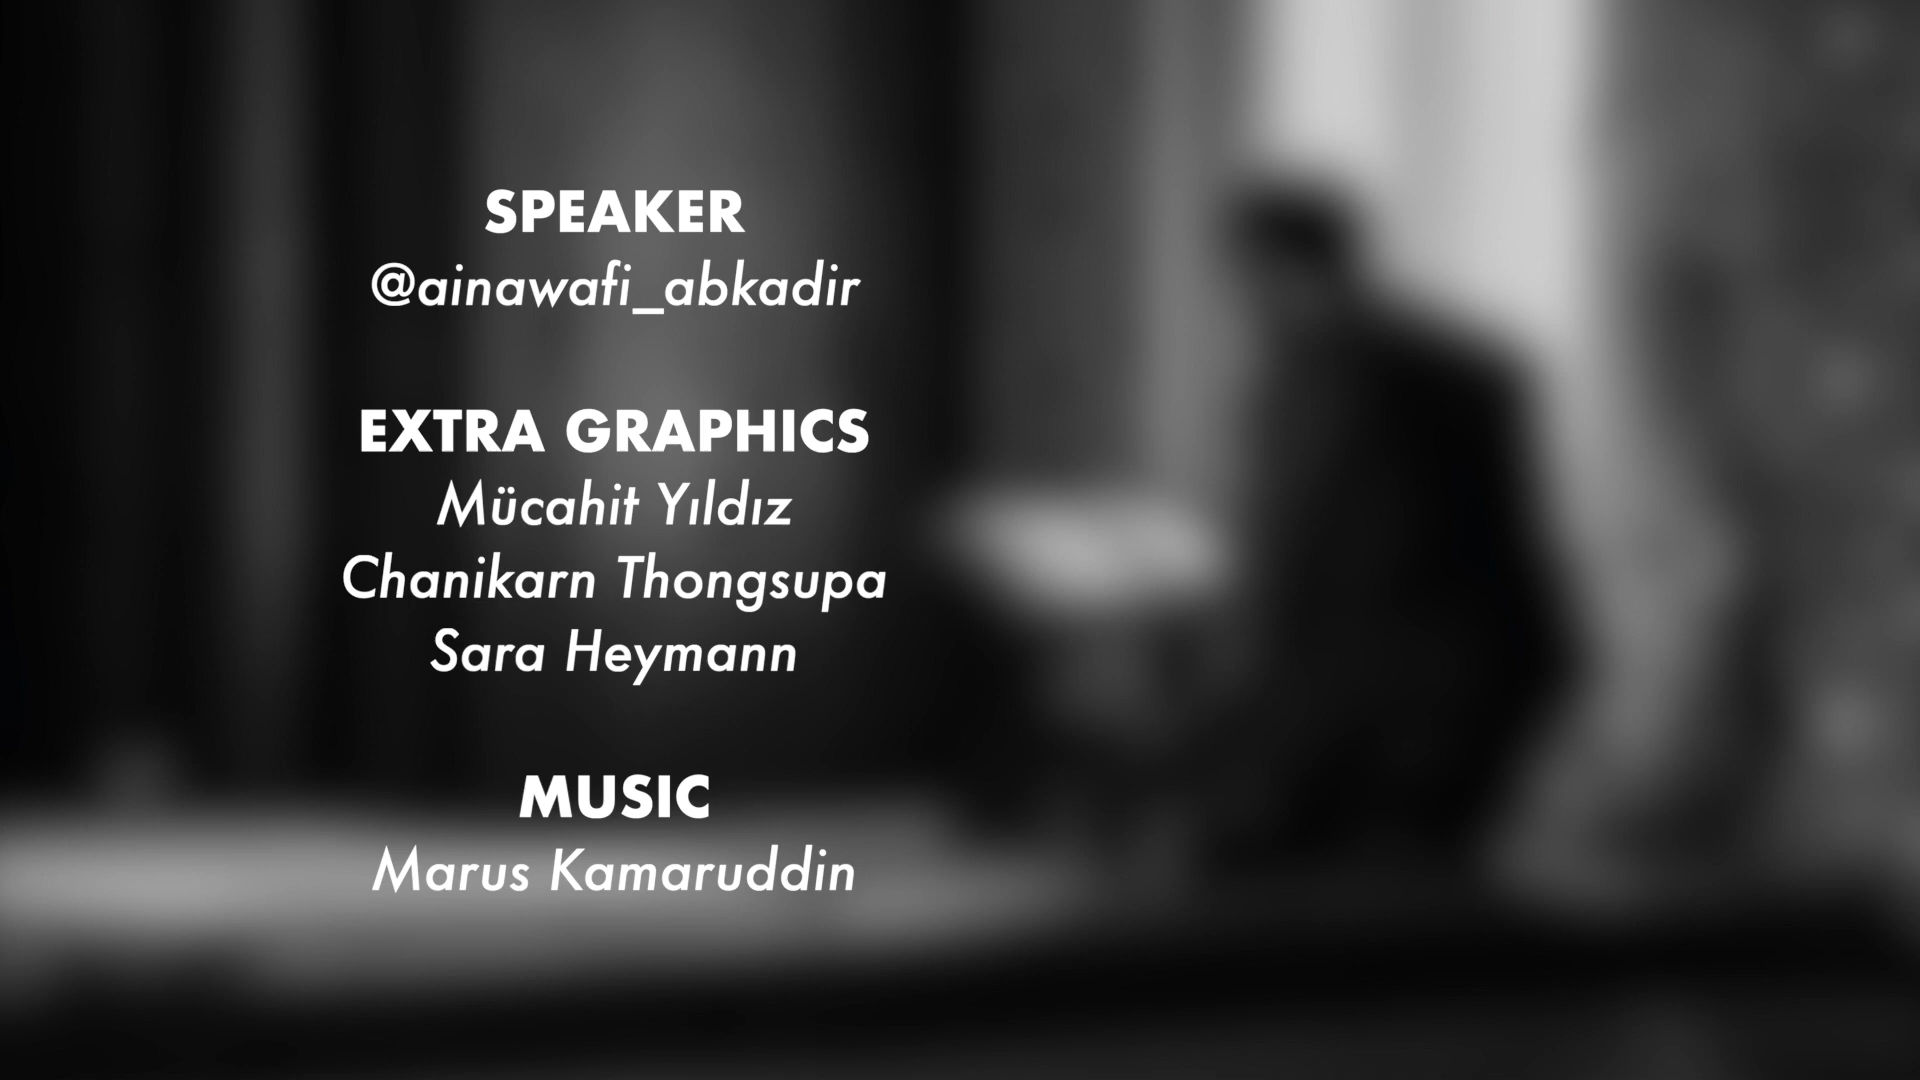 SPEAKER
@ainawafi_abkadir
EXTRA GRAPHICS
Mücahit Yıldız
Chanikarn Thongsupa
Sara Heymann
MUSIC
Marus Kamaruddin